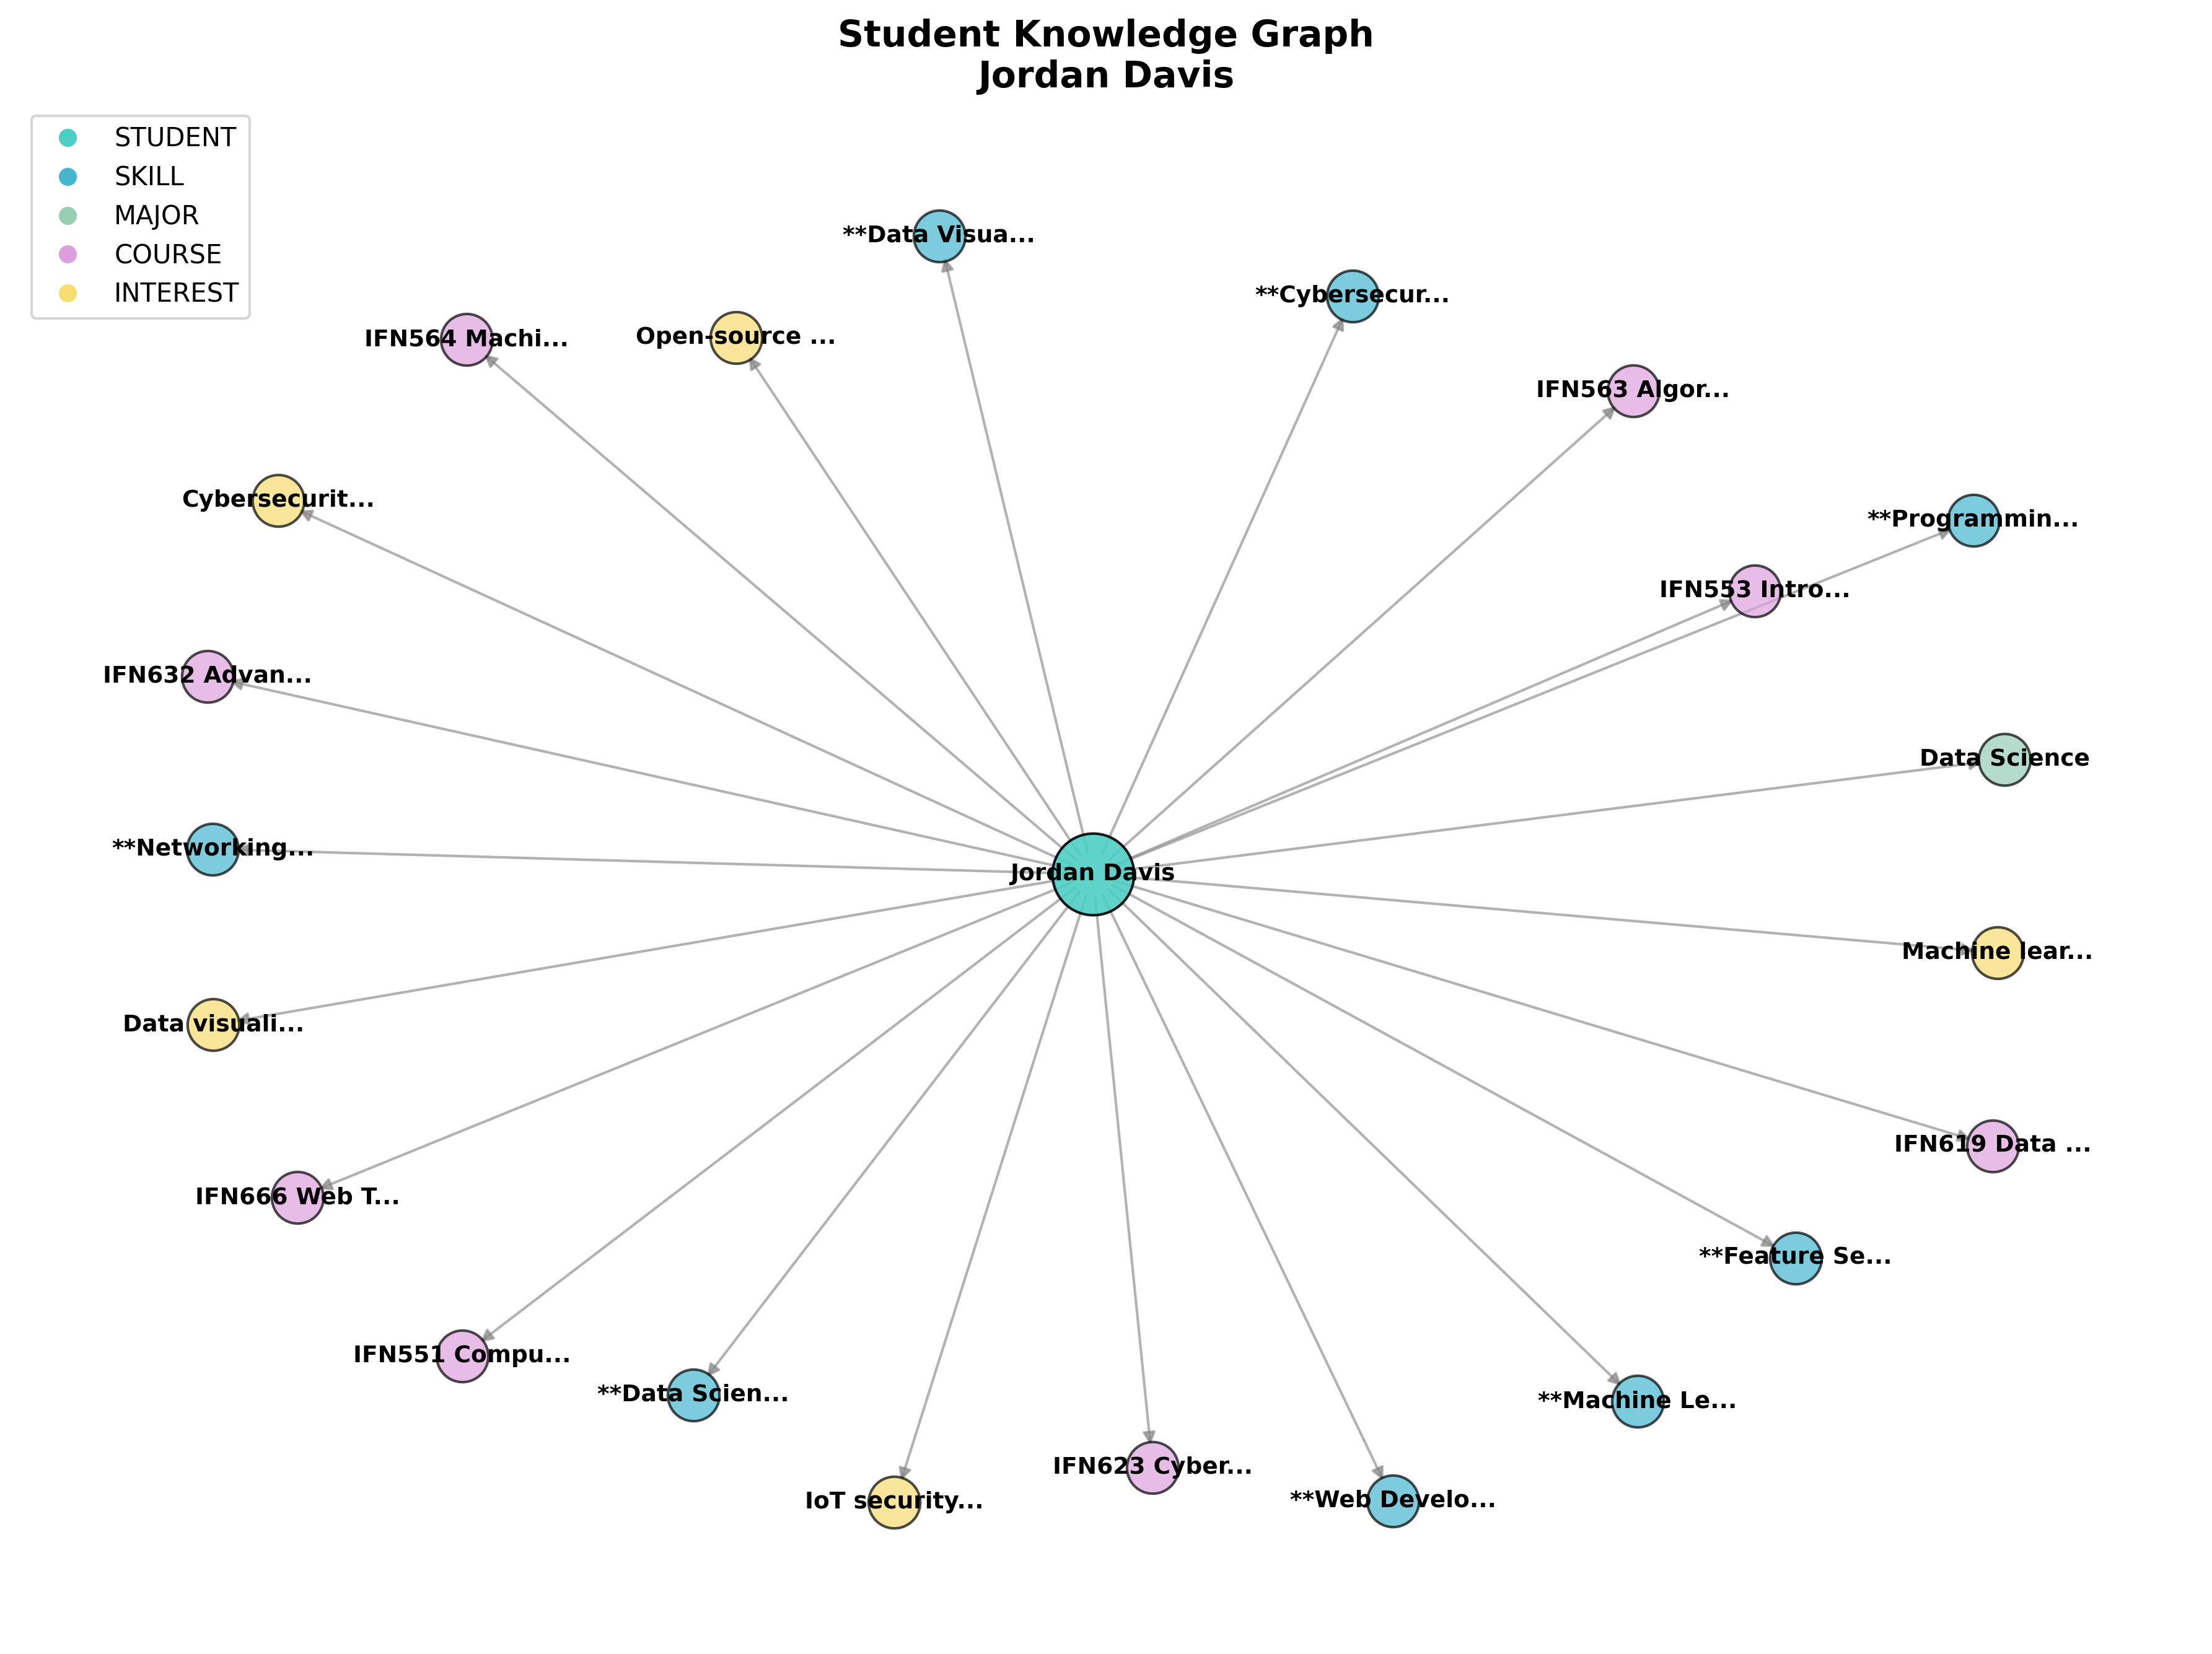 Student Knowledge Graph
Jordan Davis
STUDENT
SKILL
MAJOR
COURSE
INTEREST
**Data Visua...
**Cybersecur...
IFN564 Machi...
Open-source ...
IFN563 Algor...
Cybersecurit...
**Programmin...
IFN553 Intro...
IFN632 Advan...
Data Science
**Networking...
Jordan Davis
Machine lear...
Data visuali...
IFN619 Data ...
IFN666 Web T...
**Feature Se...
IFN551 Compu...
**Data Scien...
**Machine Le...
IFN623 Cyber...
IoT security...
**Web Develo...